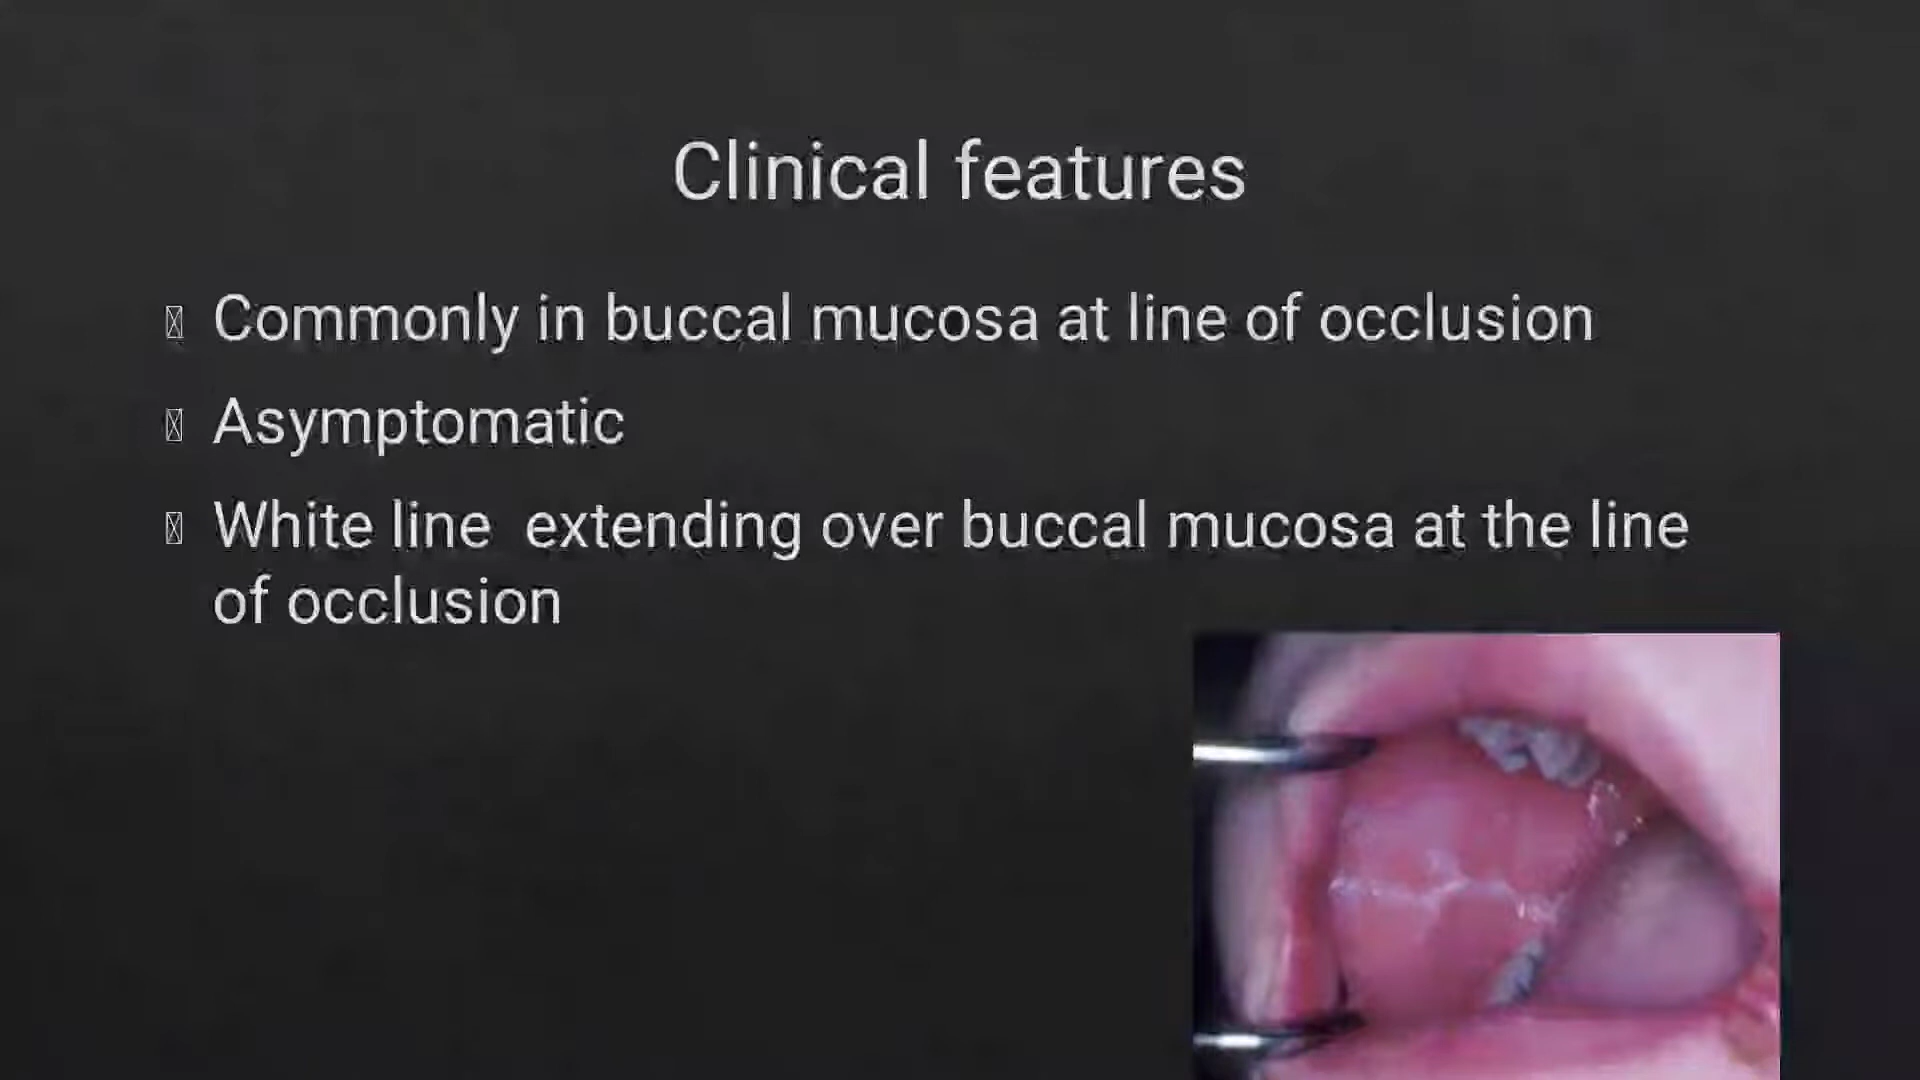 Clinical features
Commonly in buccal mucosa at line of occlusion
Asymptomatic
White line extending over buccal mucosa at the line
of occlusion